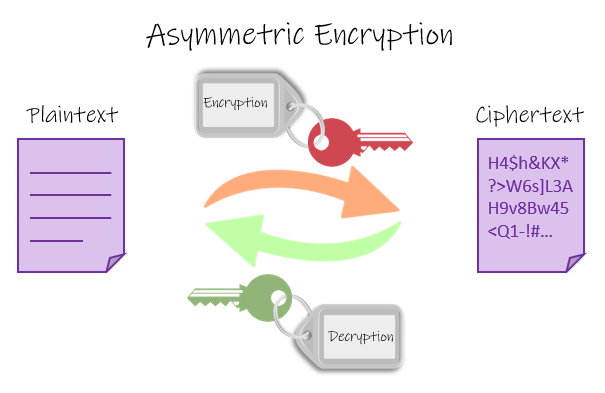 Asymmetric Encryption
Encryption
Plaintext
Ciphertext
H4$h&KX*
?>W6s]L3A
H9v8Bw45
<Q1-!#...
Decryption